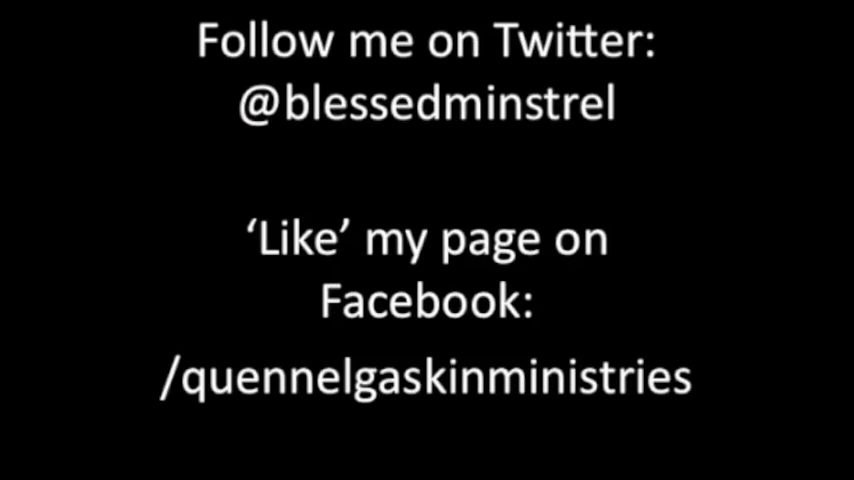 Follow me on Twitter:
@blessedminstrel
‘Like’ my page on
Facebook:
/quennelgaskinministries